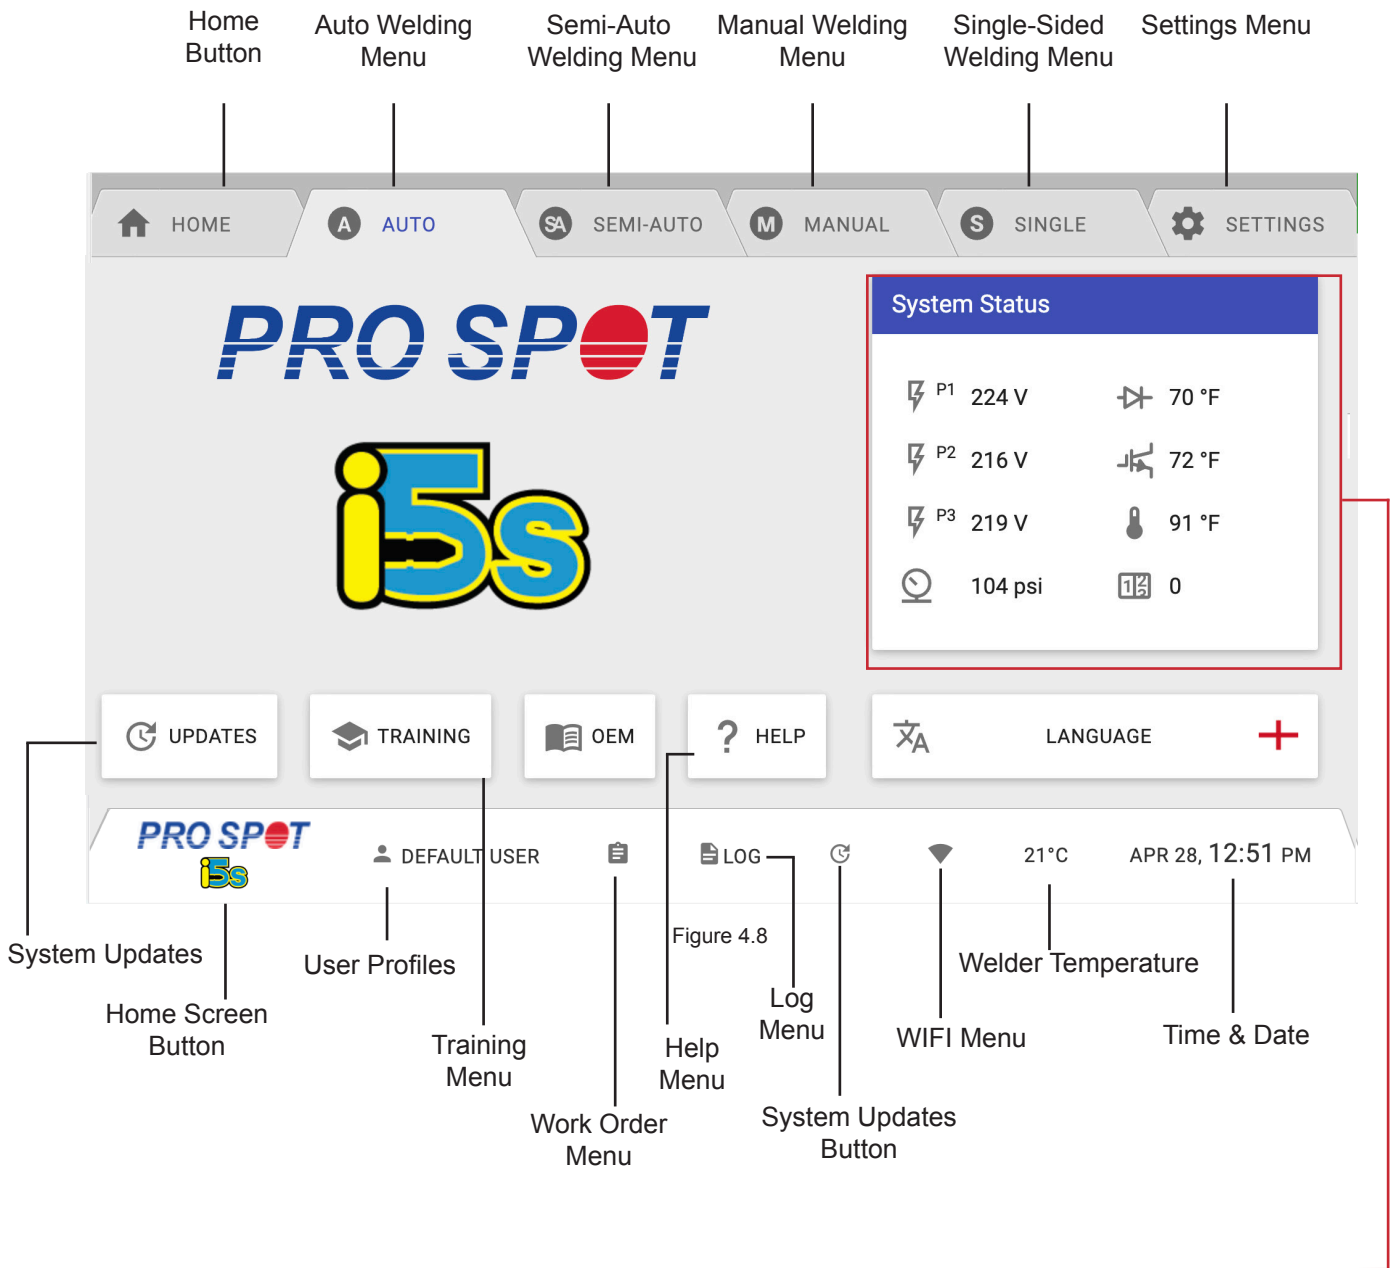 Home
Button
Auto Welding
Menu
Semi-Auto
Welding Menu
Manual Welding
Menu
Single-Sided
Welding Menu
Settings Menu
HOME
A AUTO
SA SEMI-AUTO
M MANUAL
S SINGLE
SETTINGS
PRO SPOT
i5s
System Status
P1 224 V
70 °F
P2 216 V
72 °F
P3 219 V
91 °F
104 psi
0
UPDATES
TRAINING
OEM
? HELP
LANGUAGE
PRO SPOT
i5s
DEFAULT USER
LOG
21°C
APR 28, 12:51 PM
Figure 4.8
System Updates
User Profiles
Welder Temperature
Home Screen
Button
Log
Menu
WIFI Menu
Time & Date
Training
Menu
Help
Menu
Work Order
Menu
System Updates
Button